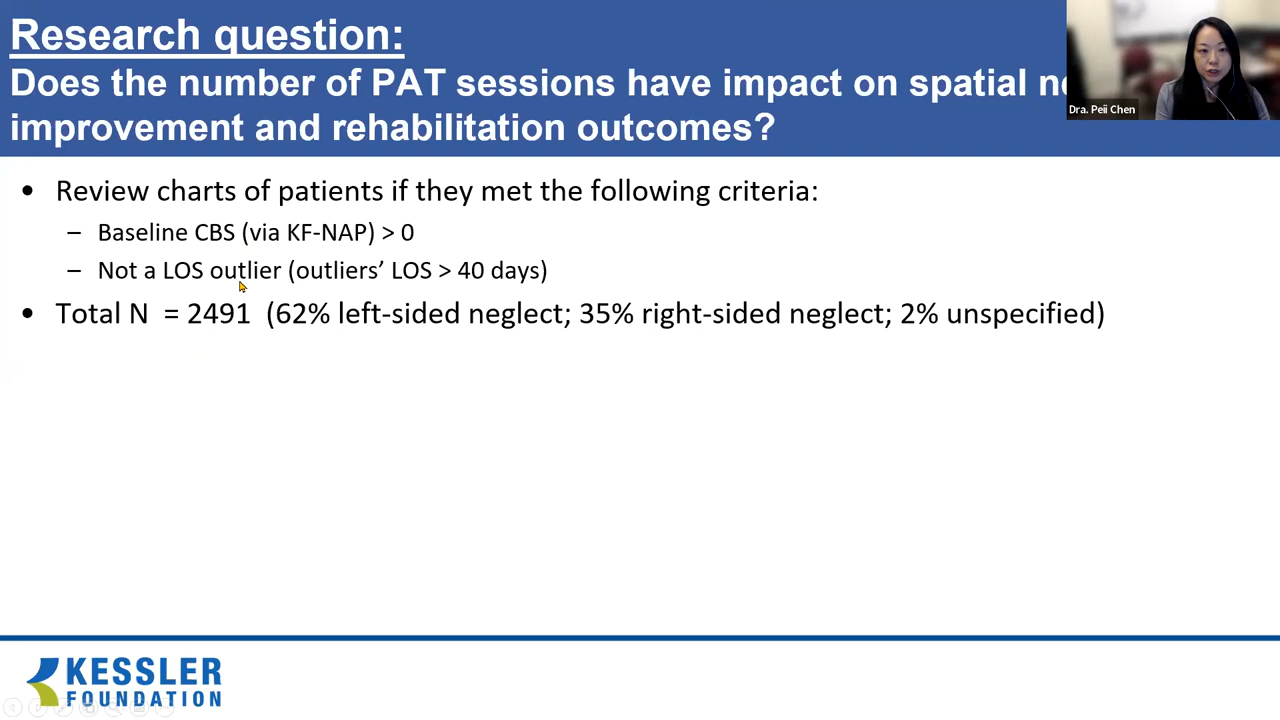 Research question:
Does the number of PAT sessions have impact on spatial
improvement and rehabilitation outcomes?
Dra. Peii Chen
• Review charts of patients if they met the following criteria:
– Baseline CBS (via KF-NAP) > 0
– Not a LOS outlier (outliers’ LOS > 40 days)
• Total N = 2491 (62% left-sided neglect; 35% right-sided neglect; 2% unspecified)
KESSLER
FOUNDATION